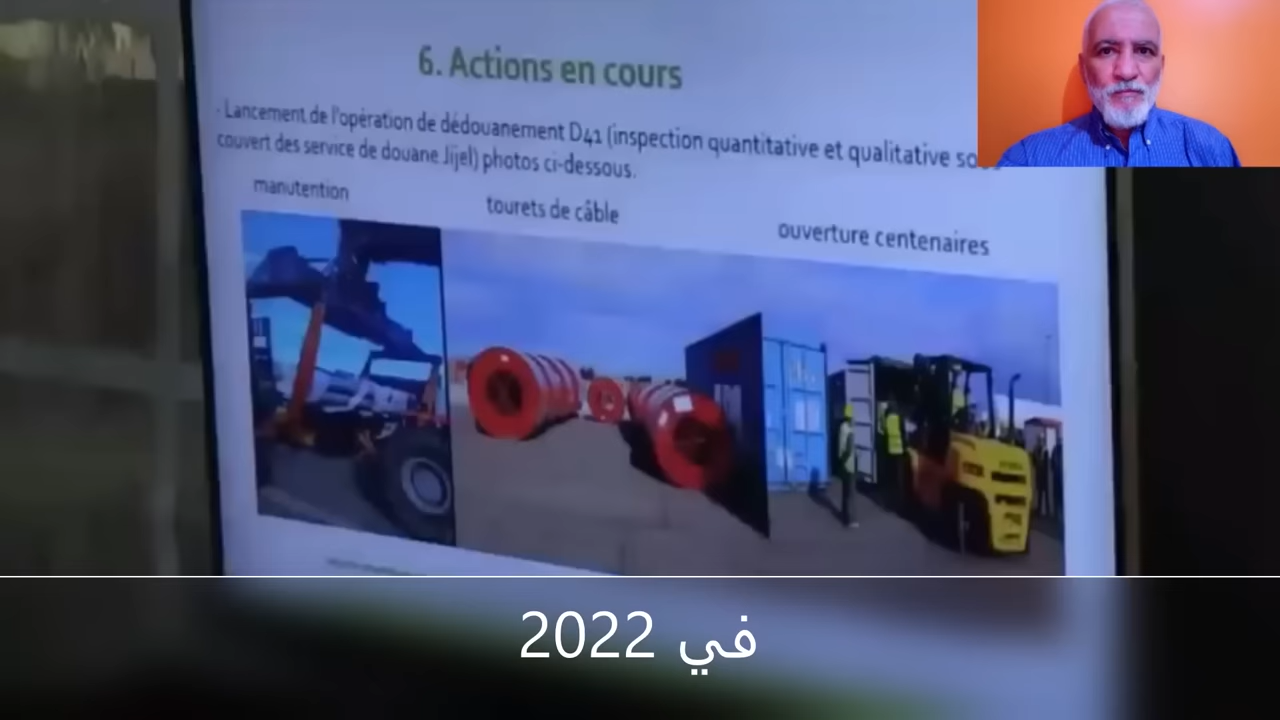 6. Actions en cours
- Lancement de l'opération de dédouanement D41 (inspection quantitative et qualitative
couvert des service de douane Jijel) photos ci-dessous.
manutention
tourets de câble
ouverture centenaires
في 2022